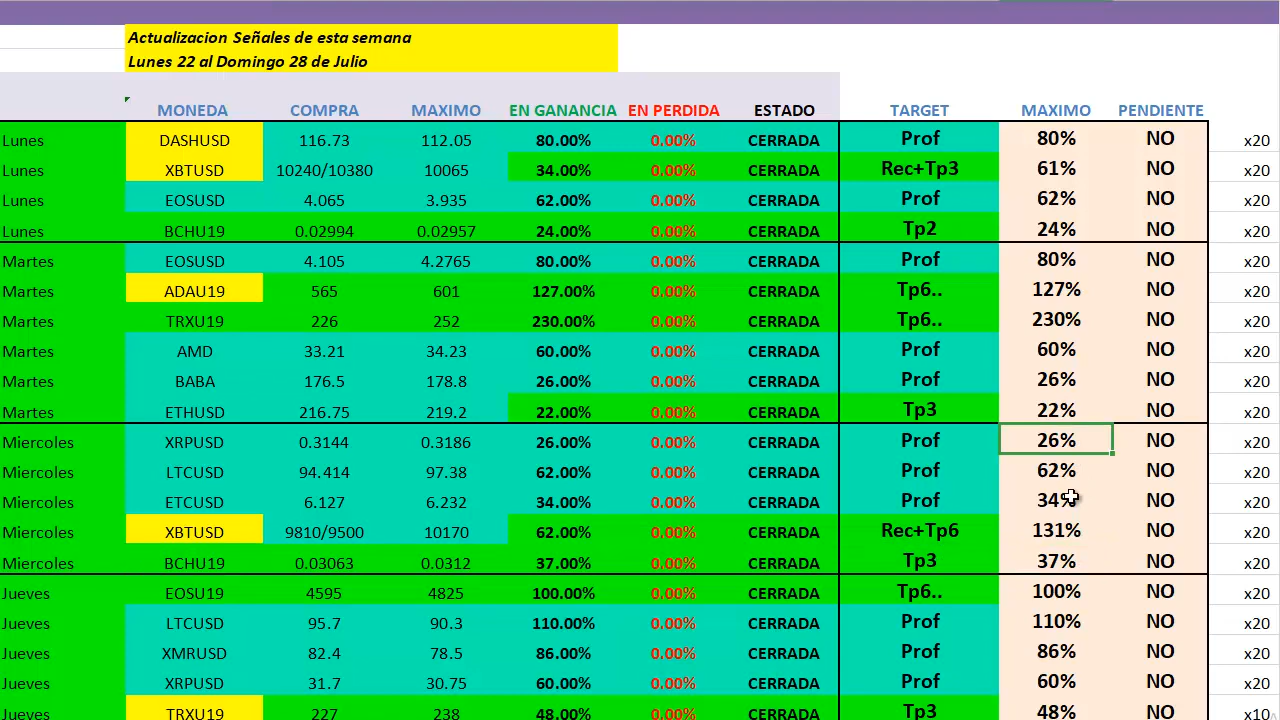 Actualizacion Señales de esta semana
Lunes 22 al Domingo 28 de Julio
MONEDA COMPRA MAXIMO EN GANANCIA EN PERDIDA ESTADO TARGET MAXIMO PENDIENTE
Lunes DASHUSD 116.73 112.05 80.00% 0.00% CERRADA Prof 80% NO x20
Lunes XBTUSD 10240/10380 10065 34.00% 0.00% CERRADA Rec+Tp3 61% NO x20
Lunes EOSUSD 4.065 3.935 62.00% 0.00% CERRADA Prof 62% NO x20
Lunes BCHU19 0.02994 0.02957 24.00% 0.00% CERRADA Tp2 24% NO x20
Martes EOSUSD 4.105 4.2765 80.00% 0.00% CERRADA Prof 80% NO x20
Martes ADAU19 565 601 127.00% 0.00% CERRADA Tp6.. 127% NO x20
Martes TRXU19 226 252 230.00% 0.00% CERRADA Tp6.. 230% NO x20
Martes AMD 33.21 34.23 60.00% 0.00% CERRADA Prof 60% NO x20
Martes BABA 176.5 178.8 26.00% 0.00% CERRADA Prof 26% NO x20
Martes ETHUSD 216.75 219.2 22.00% 0.00% CERRADA Tp3 22% NO x20
Miercoles XRPUSD 0.3144 0.3186 26.00% 0.00% CERRADA Prof 26% NO x20
Miercoles LTCUSD 94.414 97.38 62.00% 0.00% CERRADA Prof 62% NO x20
Miercoles ETCUSD 6.127 6.232 34.00% 0.00% CERRADA Prof 34% NO x20
Miercoles XBTUSD 9810/9500 10170 62.00% 0.00% CERRADA Rec+Tp6 131% NO x20
Miercoles BCHU19 0.03063 0.0312 37.00% 0.00% CERRADA Tp3 37% NO x20
Jueves EOSU19 4595 4825 100.00% 0.00% CERRADA Tp6.. 100% NO x20
Jueves LTCUSD 95.7 90.3 110.00% 0.00% CERRADA Prof 110% NO x20
Jueves XMRUSD 82.4 78.5 86.00% 0.00% CERRADA Prof 86% NO x20
Jueves XRPUSD 31.7 30.75 60.00% 0.00% CERRADA Prof 60% NO x20
Jueves TRXU19 227 238 48.00% 0.00% CERRADA Tp3 48% NO x10